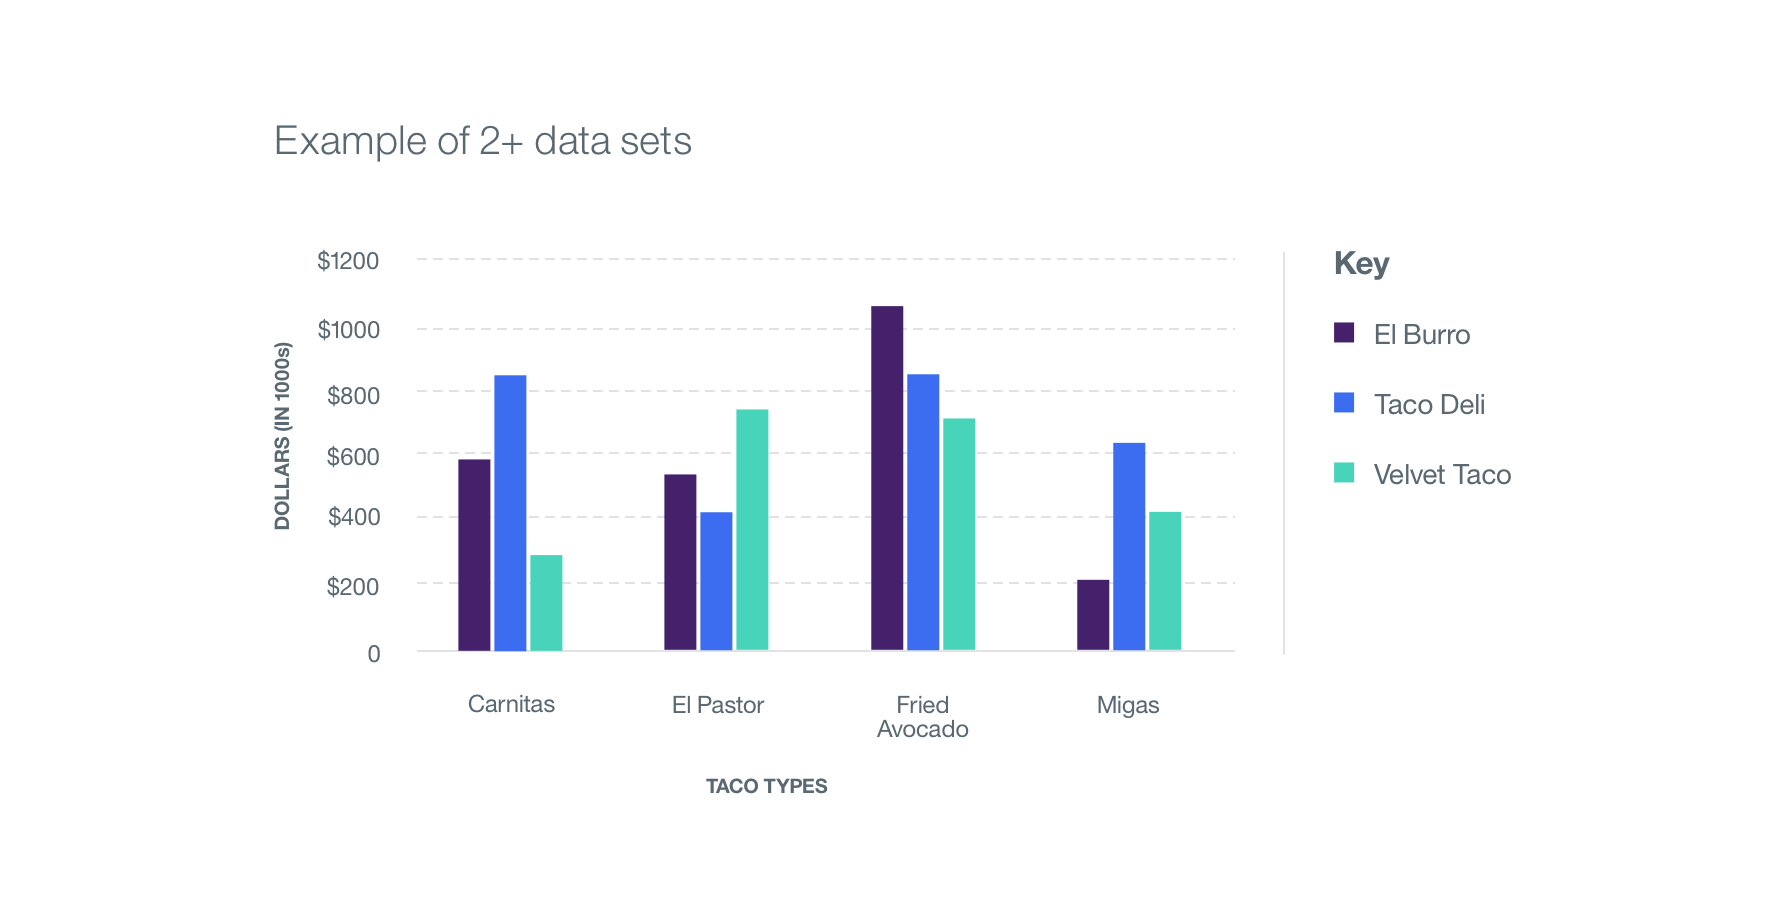 Example of 2+ data sets
$1200
$1000
$800
$600
$400
$200
0
DOLLARS (IN 1000s)
Carnitas
El Pastor
Fried
Avocado
Migas
TACO TYPES
Key
El Burro
Taco Deli
Velvet Taco